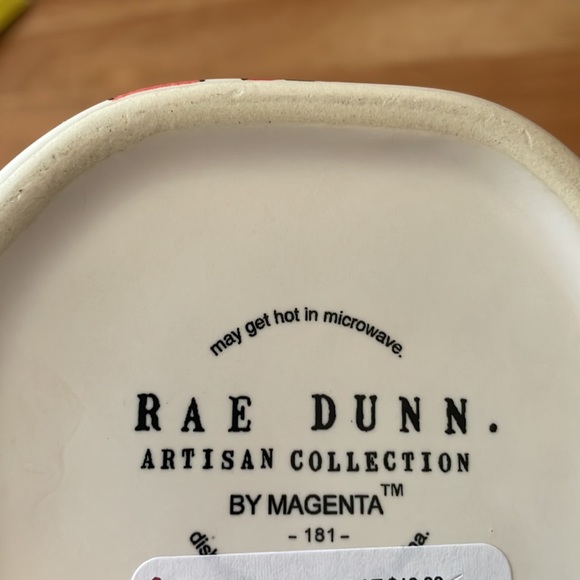 may get hot in microwave.
RAE DUNN.
ARTISAN COLLECTION
BY MAGENTA™
- 181 -